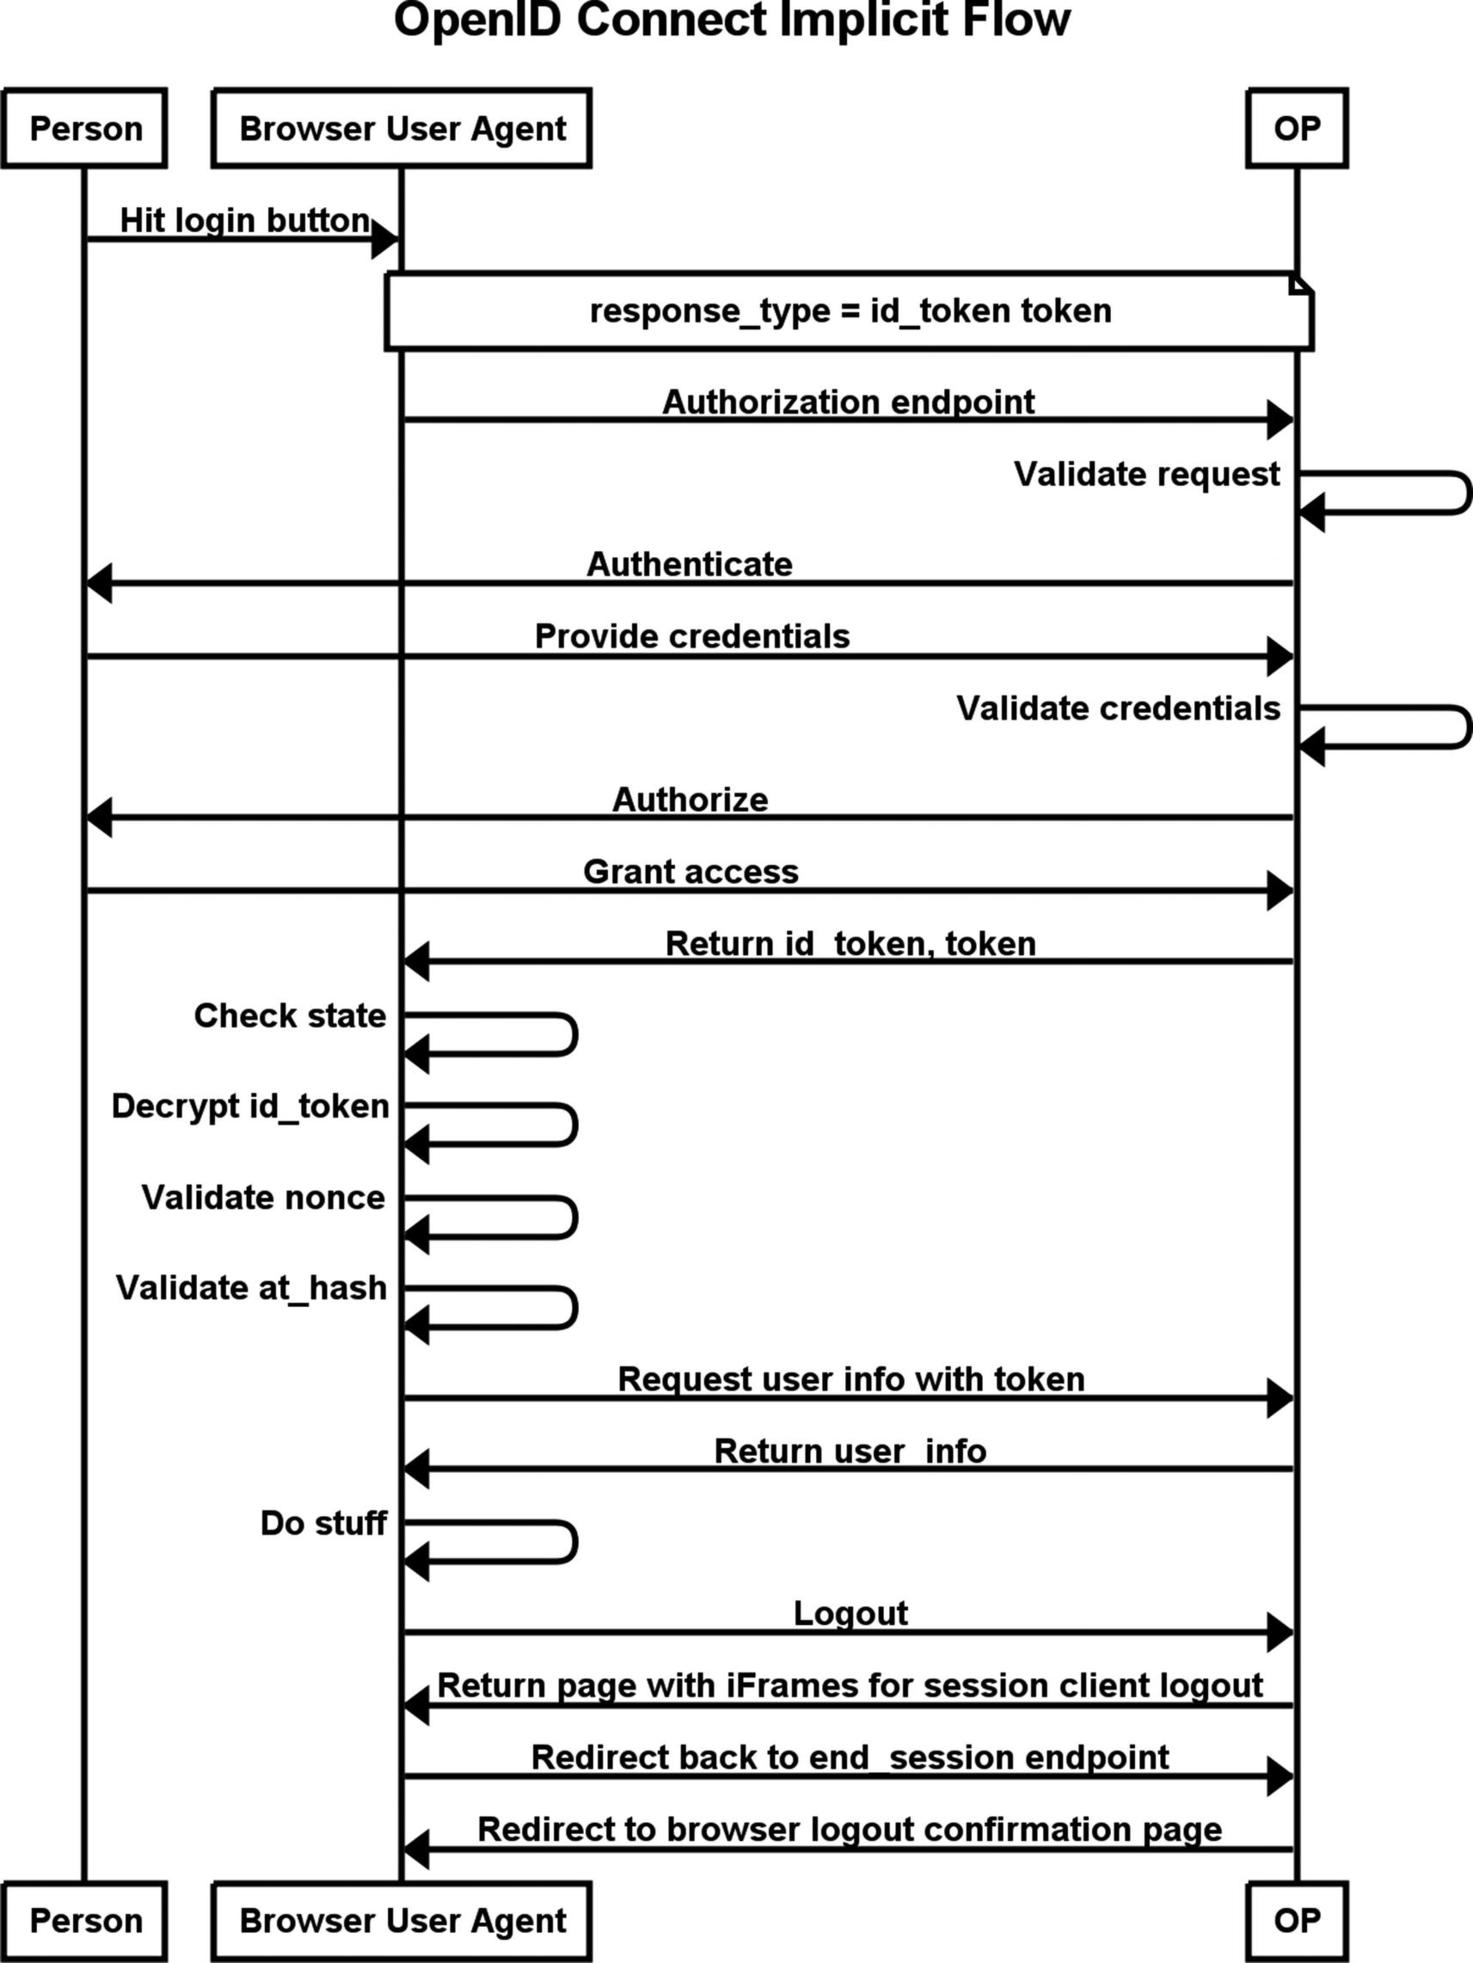 OpenID Connect Implicit Flow
Person
Browser User Agent
OP
Hit login button
response_type = id_token token
Authorization endpoint
Validate request
Authenticate
Provide credentials
Validate credentials
Authorize
Grant access
Return id_token, token
Check state
Decrypt id_token
Validate nonce
Validate at_hash
Request user info with token
Return user_info
Do stuff
Logout
Return page with iFrames for session client logout
Redirect back to end_session endpoint
Redirect to browser logout confirmation page
Person
Browser User Agent
OP